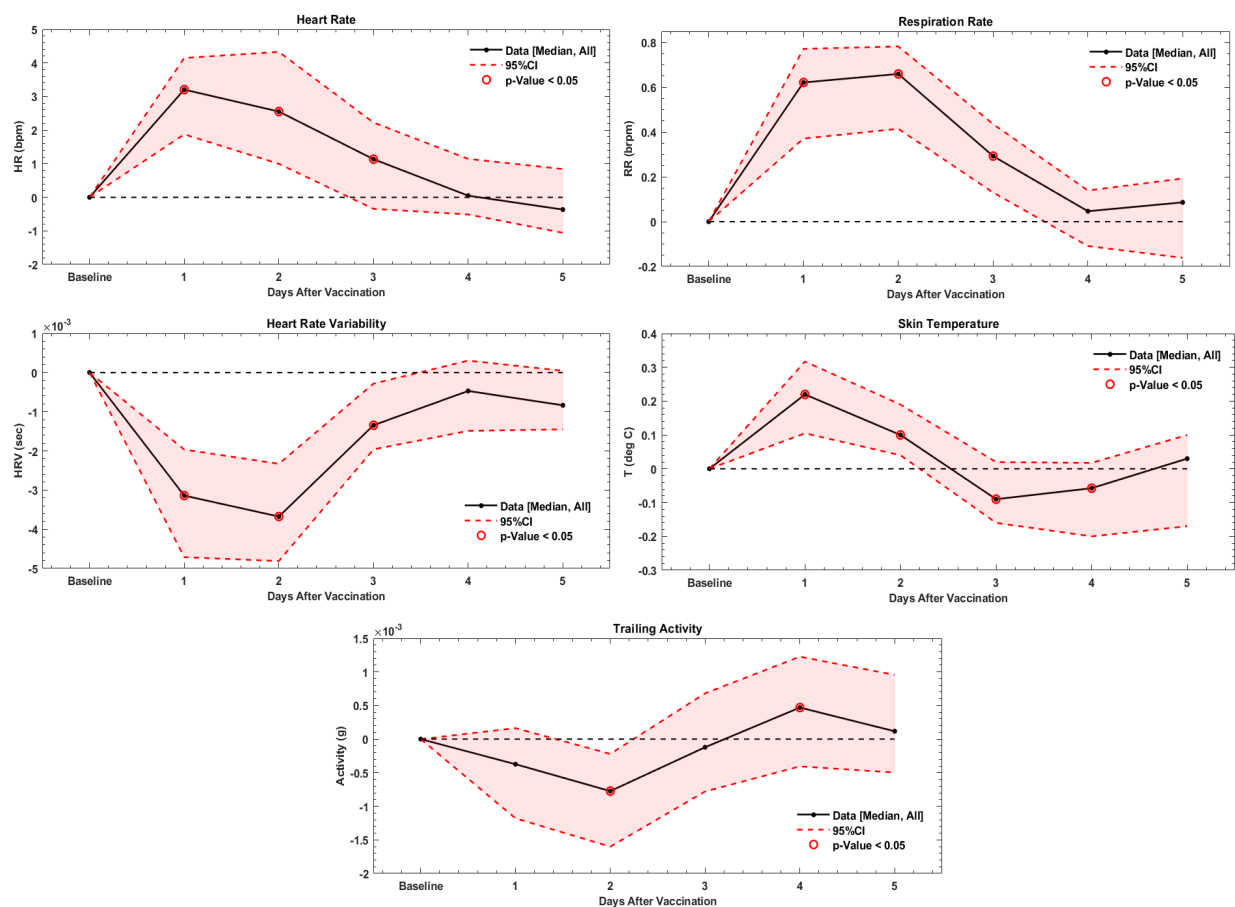 Heart Rate
5
4
3
2
1
0
-1
-2
HR (bpm)
Data [Median, All]
95%CI
p-Value < 0.05
Baseline 1 2 3 4 5
Days After Vaccination
Respiration Rate
0.8
0.6
0.4
0.2
0
-0.2
RR (brpm)
Data [Median, All]
95%CI
p-Value < 0.05
Baseline 1 2 3 4 5
Days After Vaccination
Heart Rate Variability
×10⁻³
1
0
-1
-2
-3
-4
-5
HRV (sec)
Data [Median, All]
95%CI
p-Value < 0.05
Baseline 1 2 3 4 5
Days After Vaccination
Skin Temperature
0.4
0.3
0.2
0.1
0
-0.1
-0.2
-0.3
T (deg C)
Data [Median, All]
95%CI
p-Value < 0.05
Baseline 1 2 3 4 5
Days After Vaccination
Trailing Activity
×10⁻³
1.5
1
0.5
0
-0.5
-1
-1.5
-2
Activity (g)
Data [Median, All]
95%CI
p-Value < 0.05
Baseline 1 2 3 4 5
Days After Vaccination